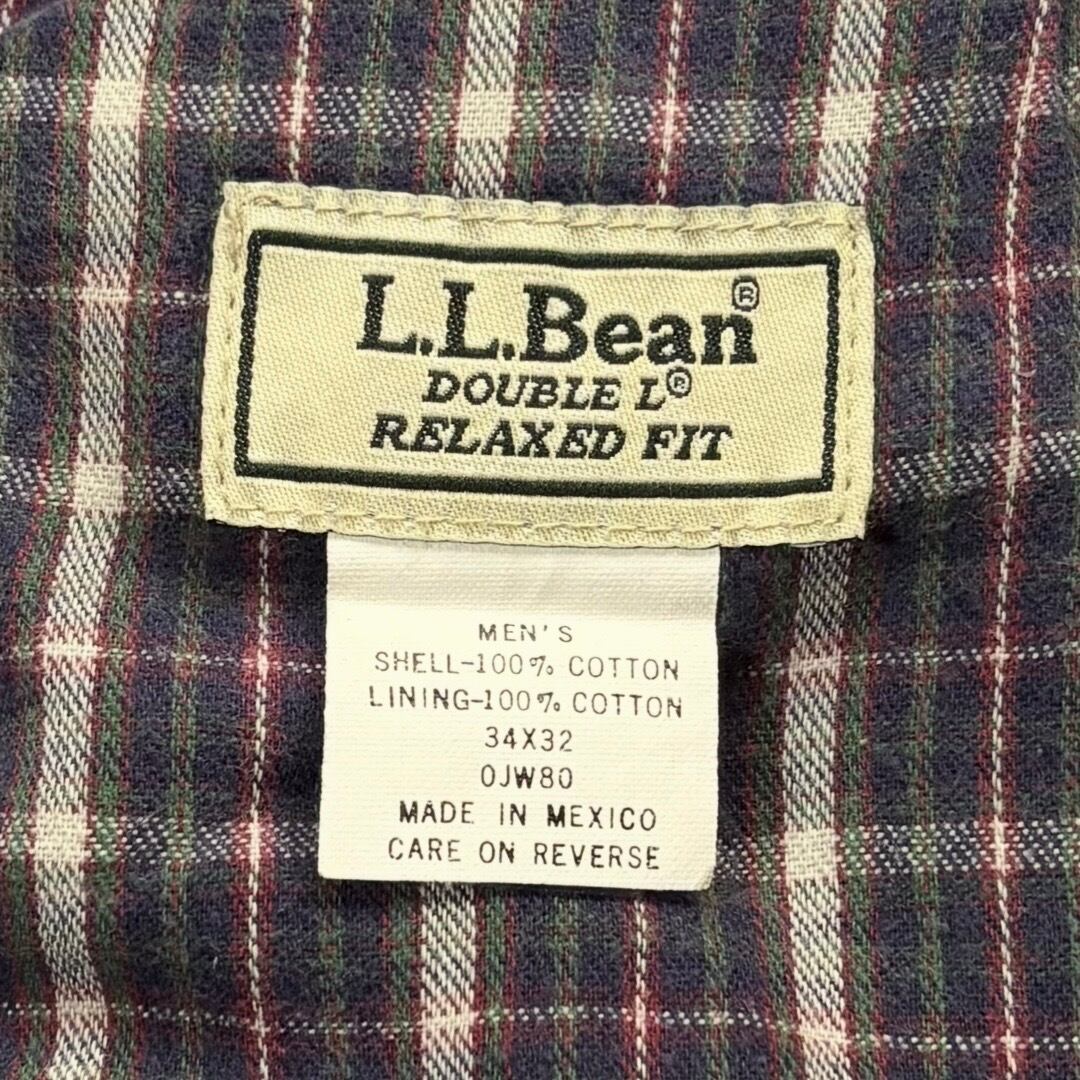 L.L.Bean®
DOUBLE L®
RELAXED FIT
MEN'S
SHELL-100% COTTON
LINING-100% COTTON
34X32
0JW80
MADE IN MEXICO
CARE ON REVERSE